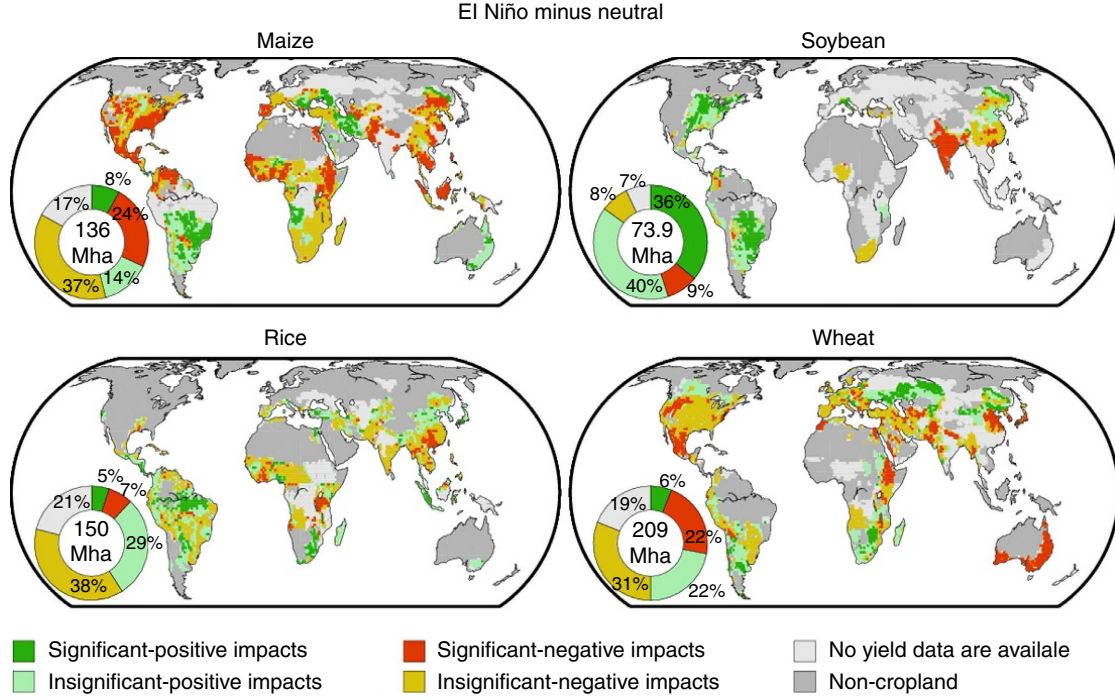 El Niño minus neutral
Maize
Soybean
8%
17%
24%
136
Mha
14%
37%
7%
8%
36%
73.9
Mha
40%
9%
Rice
Wheat
5%
7%
21%
150
Mha
29%
38%
6%
19%
209
Mha
22%
31%
22%
Significant-positive impacts
Significant-negative impacts
No yield data are availale
Insignificant-positive impacts
Insignificant-negative impacts
Non-cropland